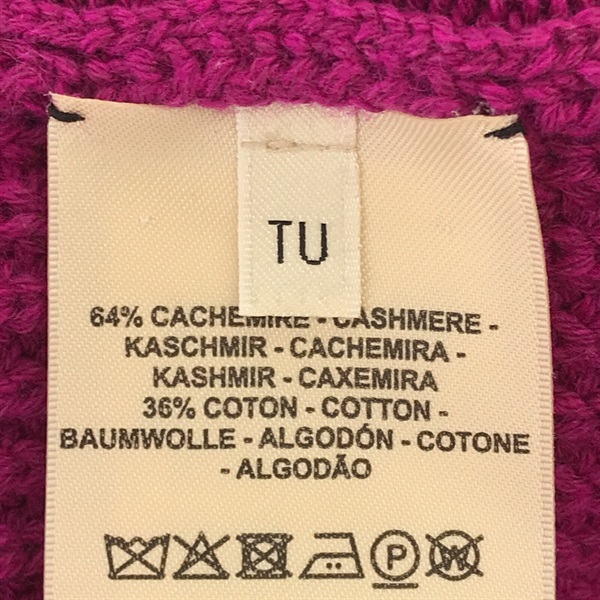 TU
64% CACHEMIRE - CASHMERE -
KASCHMIR - CACHEMIRA -
KASHMIR - CAXEMIRA
36% COTON - COTTON -
BAUMWOLLE - ALGODÓN - COTONE
- ALGODÃO
P W